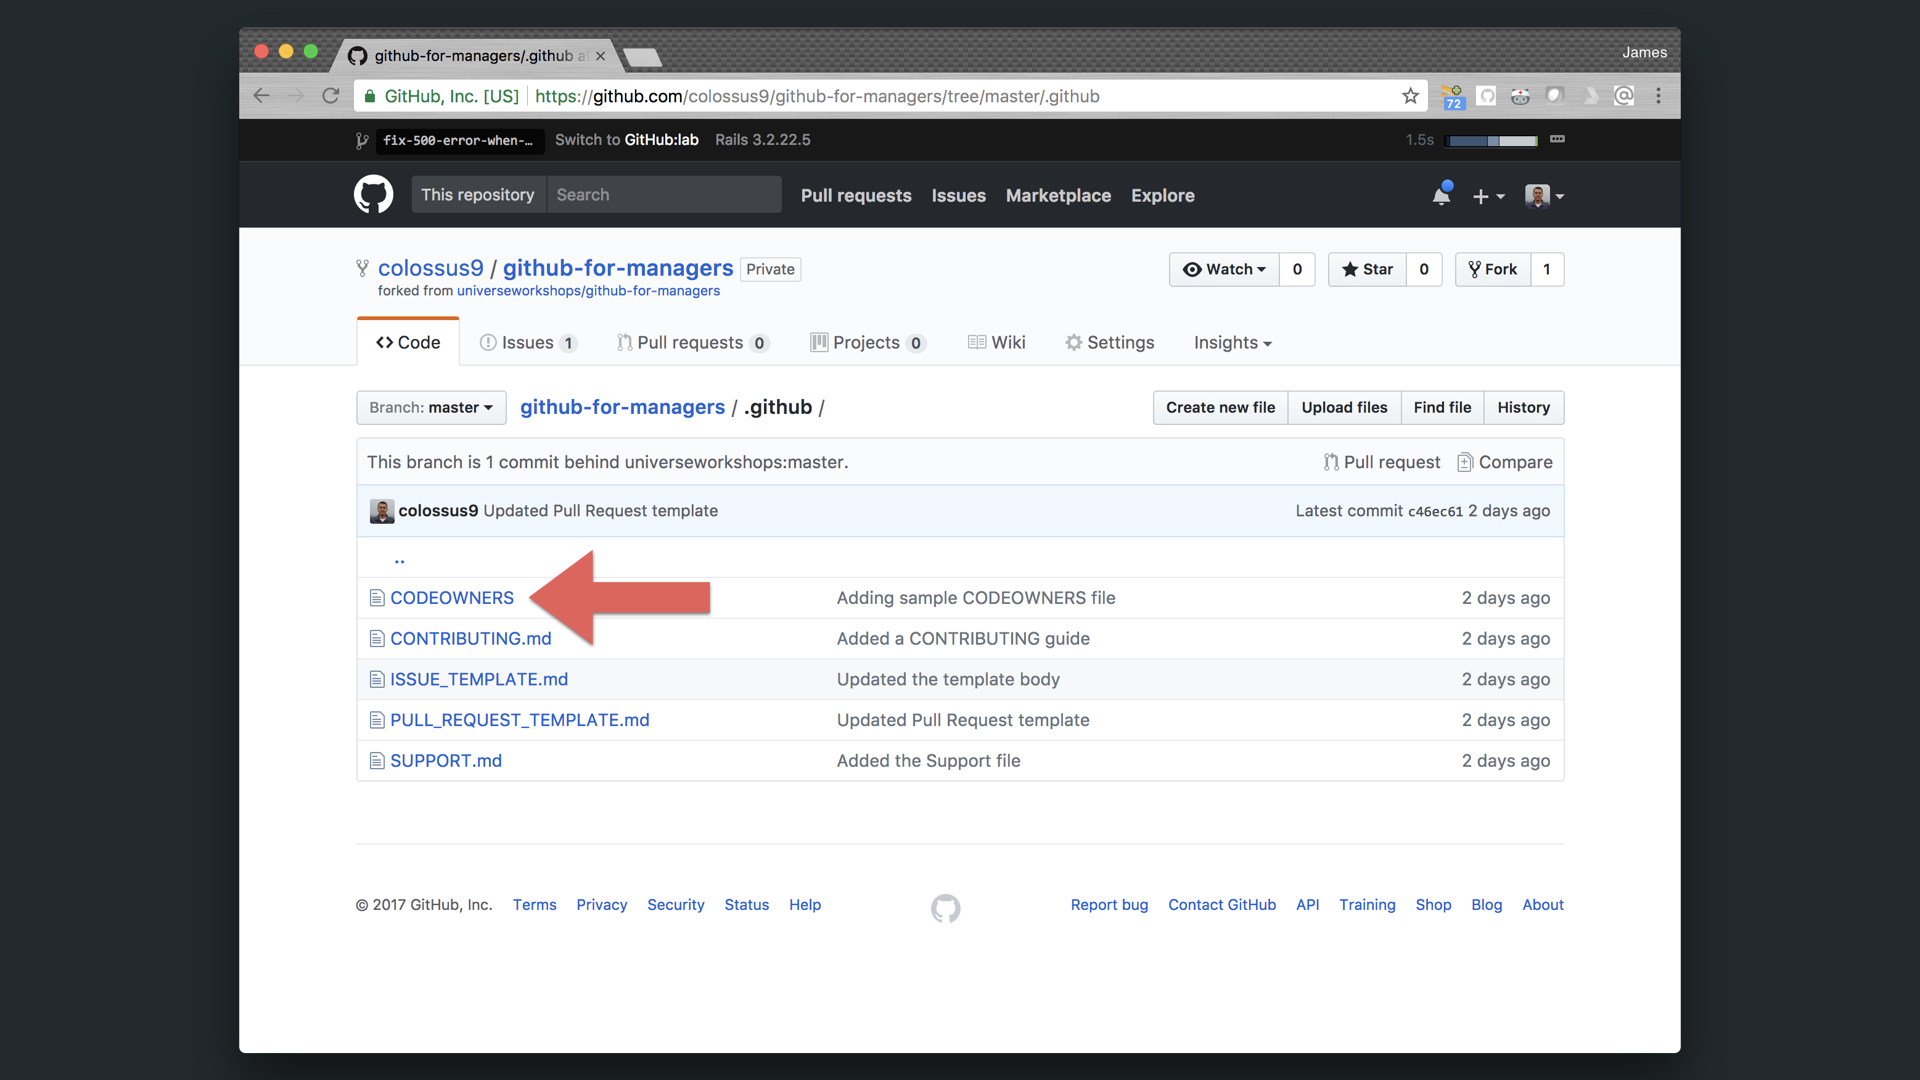 github-for-managers/.github a
James
GitHub, Inc. [US] https://github.com/colossus9/github-for-managers/tree/master/.github
72
fix-500-error-when-… Switch to GitHub:lab Rails 3.2.22.5 1.5s
This repository Search Pull requests Issues Marketplace Explore
colossus9 / github-for-managers Private Watch 0 Star 0 Fork 1
forked from universeworkshops/github-for-managers
Code Issues 1 Pull requests 0 Projects 0 Wiki Settings Insights
Branch: master github-for-managers / .github / Create new file Upload files Find file History
This branch is 1 commit behind universeworkshops:master. Pull request Compare
colossus9 Updated Pull Request template Latest commit c46ec61 2 days ago
..
CODEOWNERS Adding sample CODEOWNERS file 2 days ago
CONTRIBUTING.md Added a CONTRIBUTING guide 2 days ago
ISSUE_TEMPLATE.md Updated the template body 2 days ago
PULL_REQUEST_TEMPLATE.md Updated Pull Request template 2 days ago
SUPPORT.md Added the Support file 2 days ago
© 2017 GitHub, Inc. Terms Privacy Security Status Help Report bug Contact GitHub API Training Shop Blog About